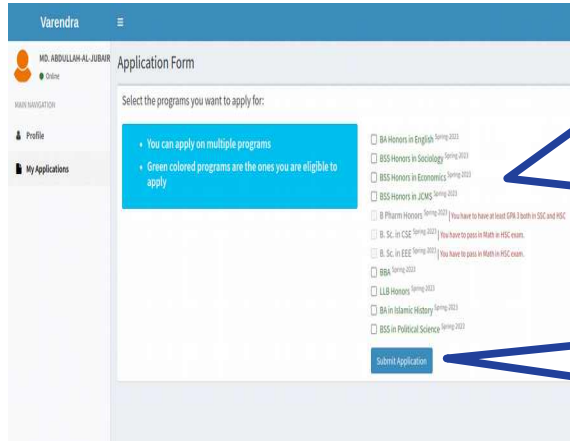 Varendra
MD. ABDULLAH-AL-JUBAIR
Online
MAIN NAVIGATION
Profile
My Applications
Application Form
Select the programs you want to apply for:
• You can apply on multiple programs
• Green colored programs are the ones you are eligible to
apply
BA Honors in English Spring-2023
BSS Honors in Sociology Spring-2023
BSS Honors in Economics Spring-2023
BSS Honors in JCMS Spring-2023
B Pharm Honors Spring-2023 | You have to have at least GPA 3 both in SSC and HSC
B. Sc. in CSE Spring-2023 | You have to pass in Math in HSC exam.
B. Sc. in EEE Spring-2023 | You have to pass in Math in HSC exam.
BBA Spring-2023
LLB Honors Spring-2023
BA in Islamic History Spring-2023
BSS in Political Science Spring-2023
Submit Application